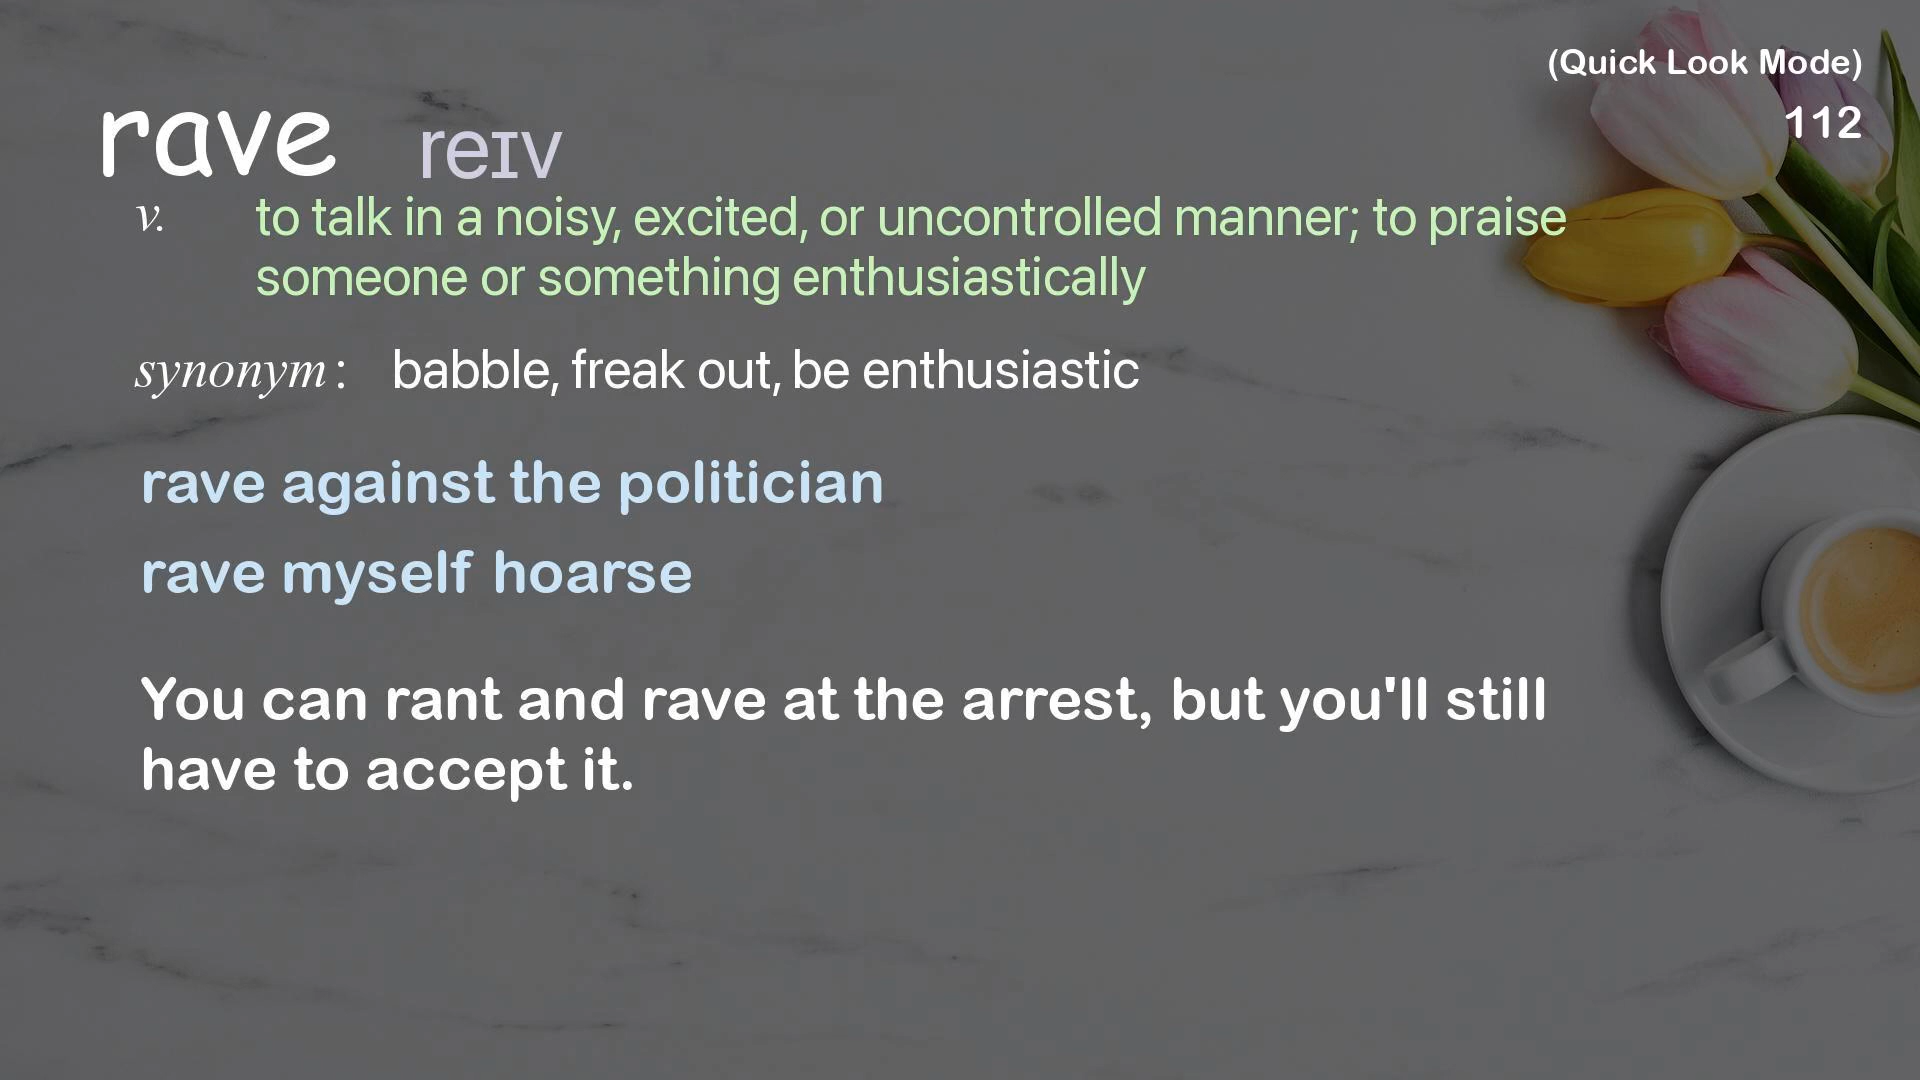 (Quick Look Mode)
112
rave reɪv
v. to talk in a noisy, excited, or uncontrolled manner; to praise
someone or something enthusiastically
synonym: babble, freak out, be enthusiastic
rave against the politician
rave myself hoarse
You can rant and rave at the arrest, but you'll still
have to accept it.